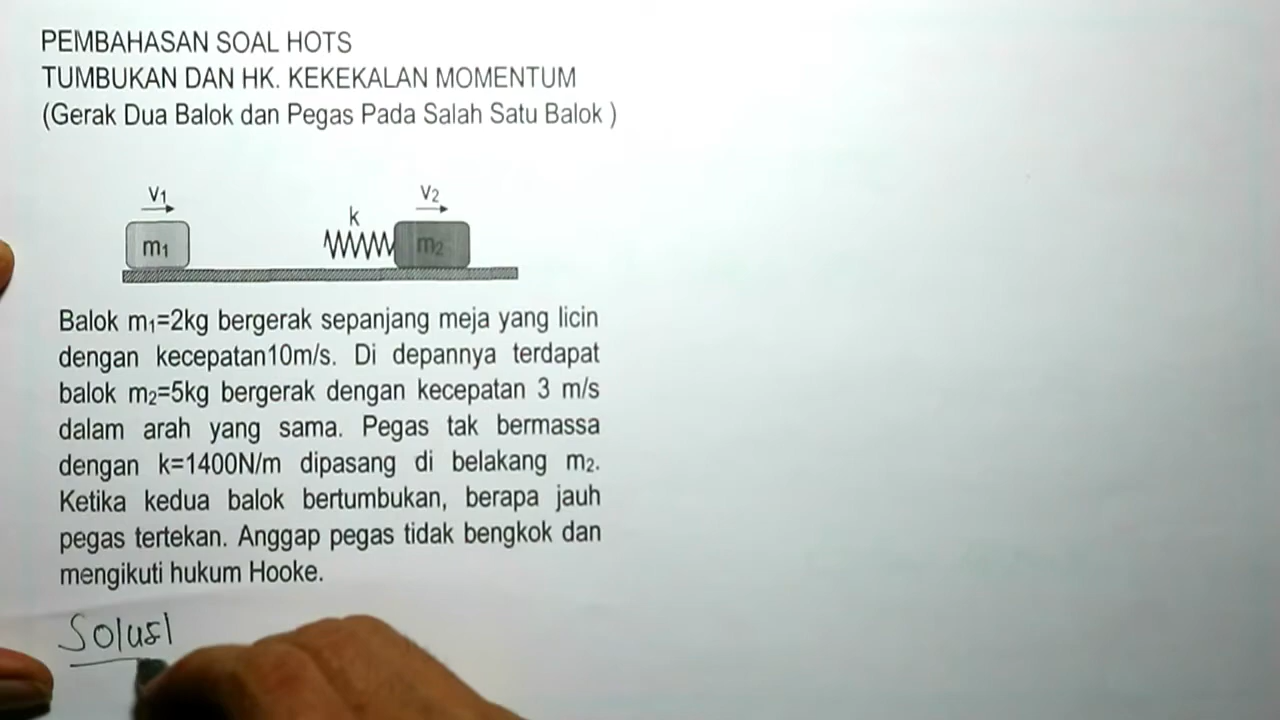 PEMBAHASAN SOAL HOTS
TUMBUKAN DAN HK. KEKEKALAN MOMENTUM
(Gerak Dua Balok dan Pegas Pada Salah Satu Balok )
V₁
V₂
k
m₁
m₂
Balok m₁=2kg bergerak sepanjang meja yang licin
dengan kecepatan10m/s. Di depannya terdapat
balok m₂=5kg bergerak dengan kecepatan 3 m/s
dalam arah yang sama. Pegas tak bermassa
dengan k=1400N/m dipasang di belakang m₂.
Ketika kedua balok bertumbukan, berapa jauh
pegas tertekan. Anggap pegas tidak bengkok dan
mengikuti hukum Hooke.
Solusi